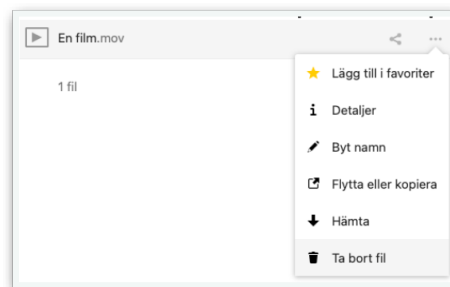 En film.mov
1 fil
Lägg till i favoriter
Detaljer
Byt namn
Flytta eller kopiera
Hämta
Ta bort fil